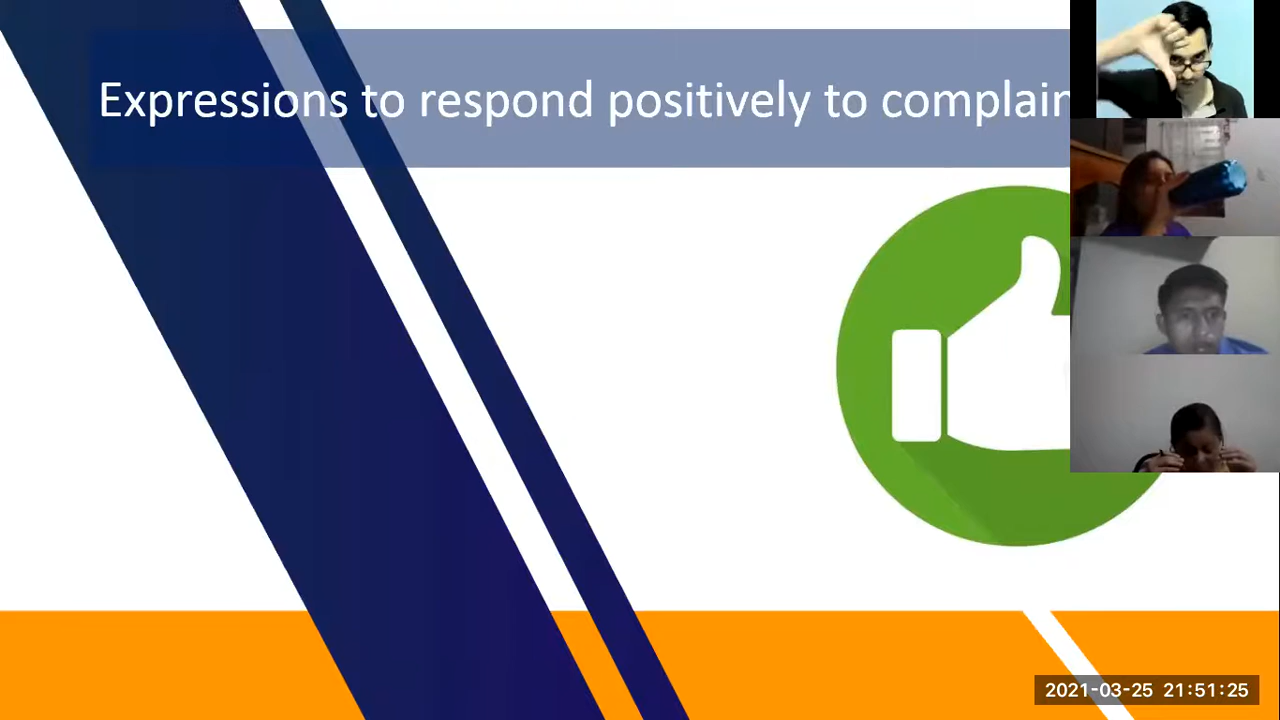 Expressions to respond positively to complain
2021-03-25 21:51:25